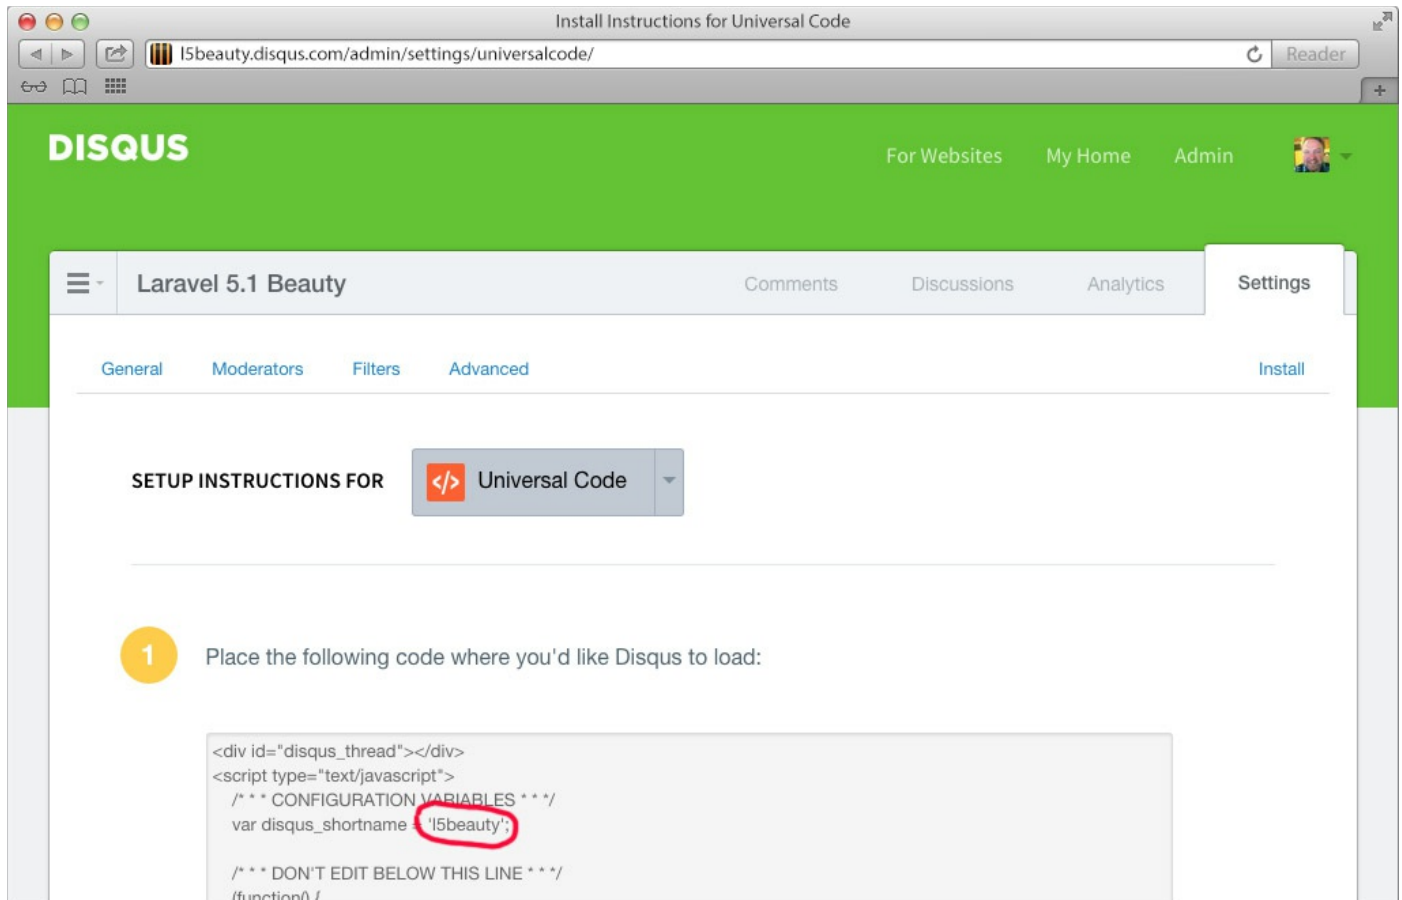 Install Instructions for Universal Code
l5beauty.disqus.com/admin/settings/universalcode/
Reader
DISQUS
For Websites My Home Admin
Laravel 5.1 Beauty Comments Discussions Analytics Settings
General Moderators Filters Advanced Install
SETUP INSTRUCTIONS FOR </> Universal Code
1 Place the following code where you'd like Disqus to load:
<div id="disqus_thread"></div>
<script type="text/javascript">
/* * * CONFIGURATION VARIABLES * * */
var disqus_shortname = 'l5beauty';
/* * * DON'T EDIT BELOW THIS LINE * * */
(function() {